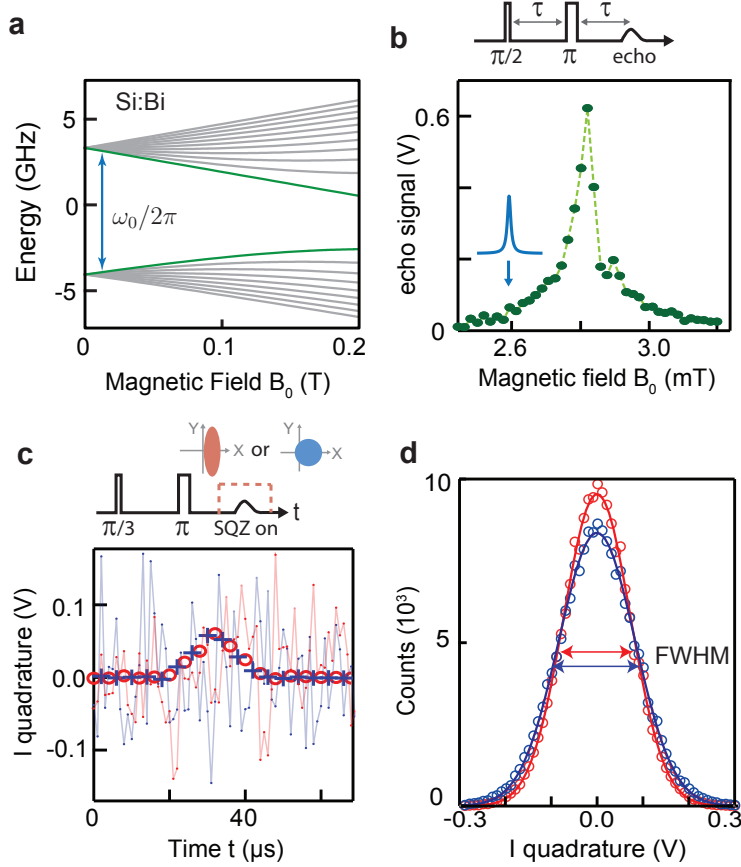 a
Si:Bi
ω₀/2π
5
0
-5
Energy (GHz)
0
0.1
0.2
Magnetic Field B₀ (T)
b
τ
τ
π/2
π
echo
0.6
0
echo signal (V)
2.6
3.0
Magnetic field B₀ (mT)
c
Y
X
or
Y
X
π/3
π
SQZ on
t
0.1
0.0
-0.1
I quadrature (V)
0
40
Time t (μs)
d
10
5
0
Counts (10³)
FWHM
-0.3
0.0
0.3
I quadrature (V)